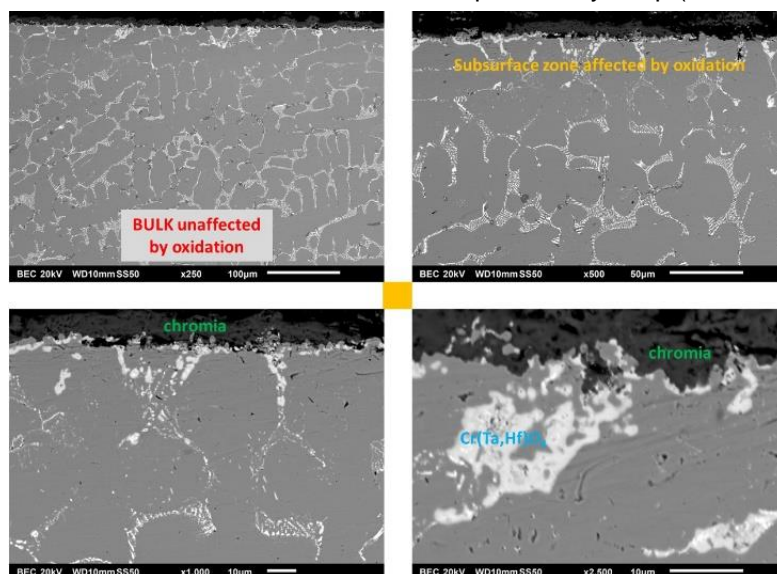 BULK unaffected
by oxidation
BEC 20kV WD10mm SS50 x250 100μm
Subsurface zone affected by oxidation
BEC 20kV WD10mm SS50 x500 50μm
chromia
BEC 20kV WD10mm SS50 x1,000 10μm
chromia
Cr(Ta,Hf)O
BEC 20kV WD10mm SS50 x2,500 10μm